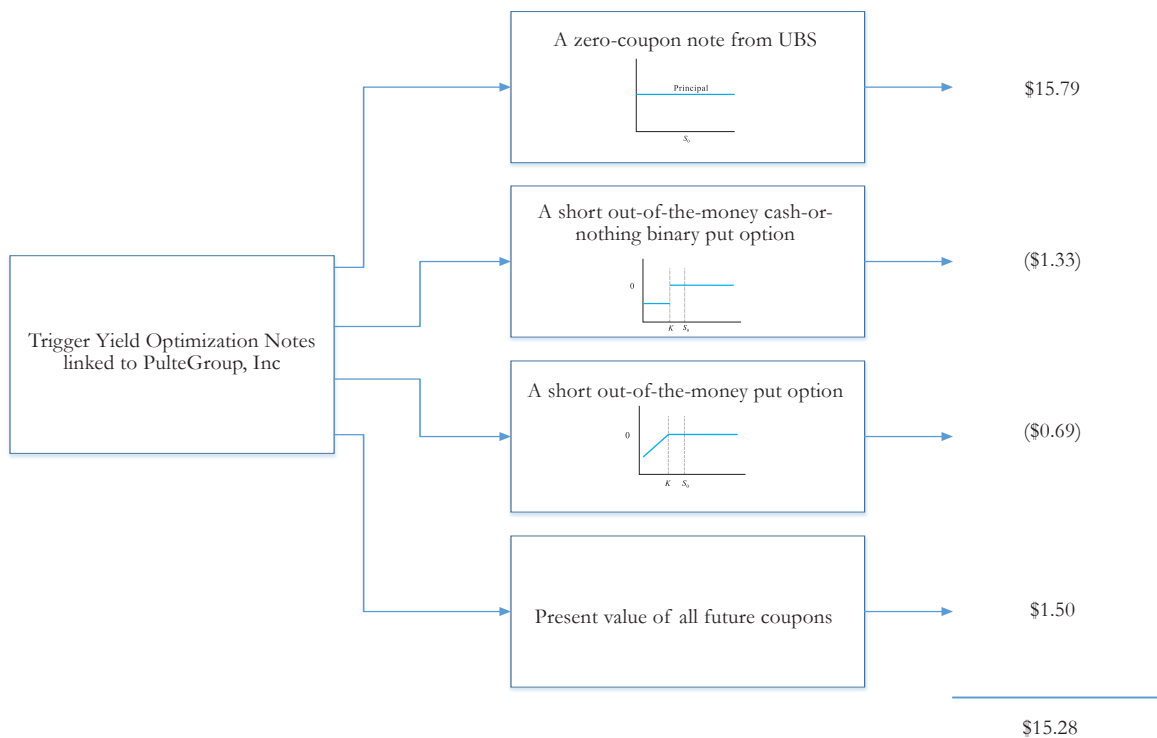 A zero-coupon note from UBS
Principal
S0
$15.79
A short out-of-the-money cash-or-
nothing binary put option
0
K S0
($1.33)
Trigger Yield Optimization Notes
linked to PulteGroup, Inc
A short out-of-the-money put option
0
K S0
($0.69)
Present value of all future coupons
$1.50
$15.28